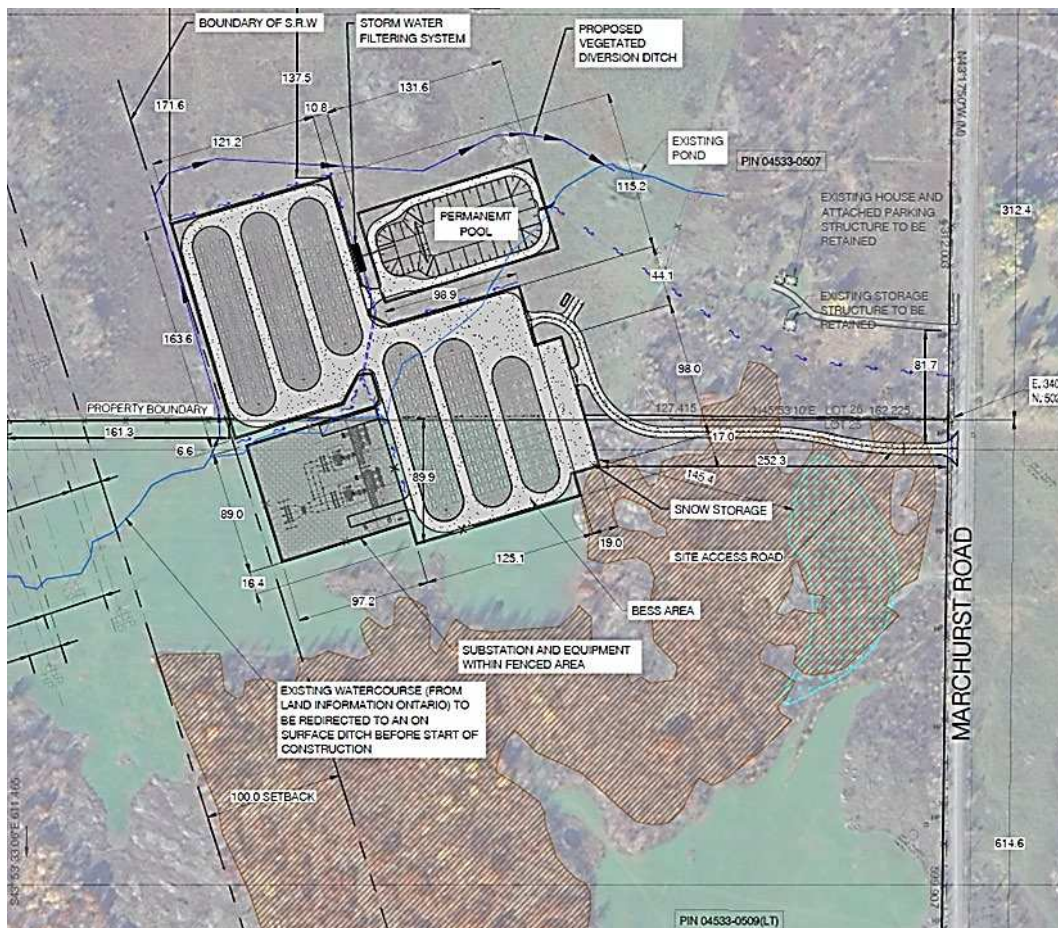 BOUNDARY OF S.R.W
STORM WATER
FILTERING SYSTEM
PROPOSED
VEGETATED
DIVERSION DITCH
137.5
171.6
10.8
131.6
121.2
EXISTING
POND
PIN 04533-0507
115.2
EXISTING HOUSE AND
ATTACHED PARKING
STRUCTURE TO BE
RETAINED
312.4
PERMANEMT
POOL
44.1
98.9
EXISTING STORAGE
STRUCTURE TO BE
RETAINED
163.6
98.0
81.7
PROPERTY BOUNDARY
127.415
LOT 26
162.225
LOT 25
161.3
17.0
6.6
252.3
145.4
89.9
SNOW STORAGE
89.0
19.0
SITE ACCESS ROAD
125.1
16.4
97.2
BESS AREA
SUBSTATION AND EQUIPMENT
WITHIN FENCED AREA
EXISTING WATERCOURSE (FROM
LAND INFORMATION ONTARIO) TO
BE REDIRECTED TO AN ON
SURFACE DITCH BEFORE START OF
CONSTRUCTION
MARCHURST ROAD
100.0 SETBACK
614.6
PIN 04533-0509(LT)